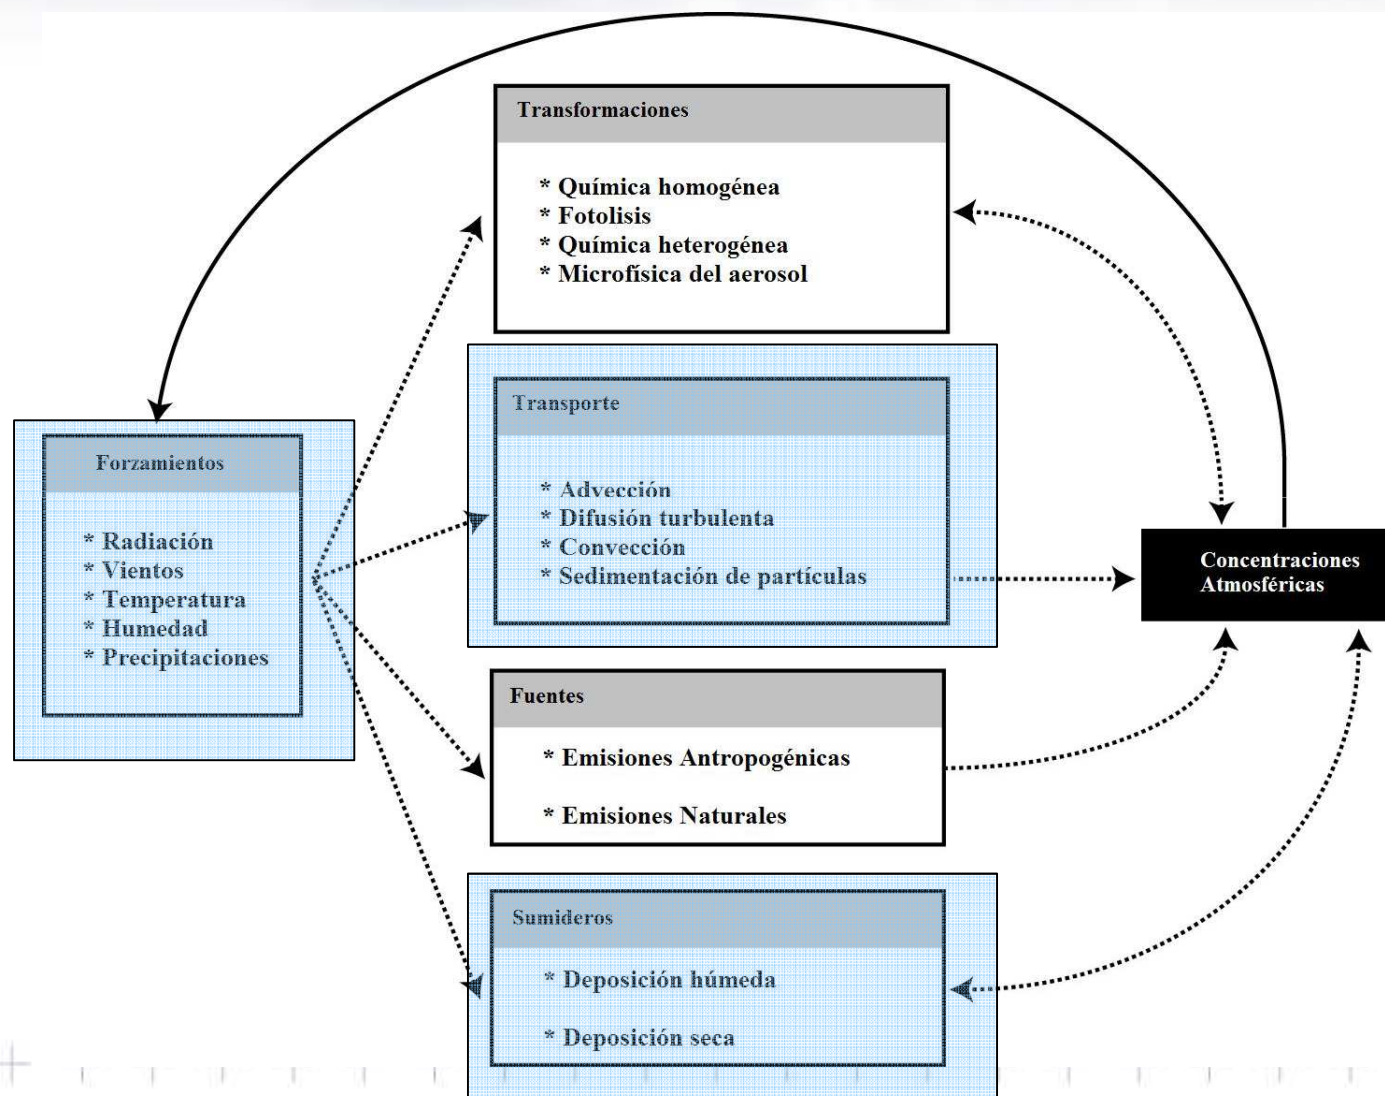 Transformaciones
* Química homogénea
* Fotolisis
* Química heterogénea
* Microfísica del aerosol
Transporte
* Advección
* Difusión turbulenta
* Convección
* Sedimentación de partículas
Forzamientos
* Radiación
* Vientos
* Temperatura
* Humedad
* Precipitaciones
Concentraciones
Atmosféricas
Fuentes
* Emisiones Antropogénicas
* Emisiones Naturales
Sumideros
* Deposición húmeda
* Deposición seca